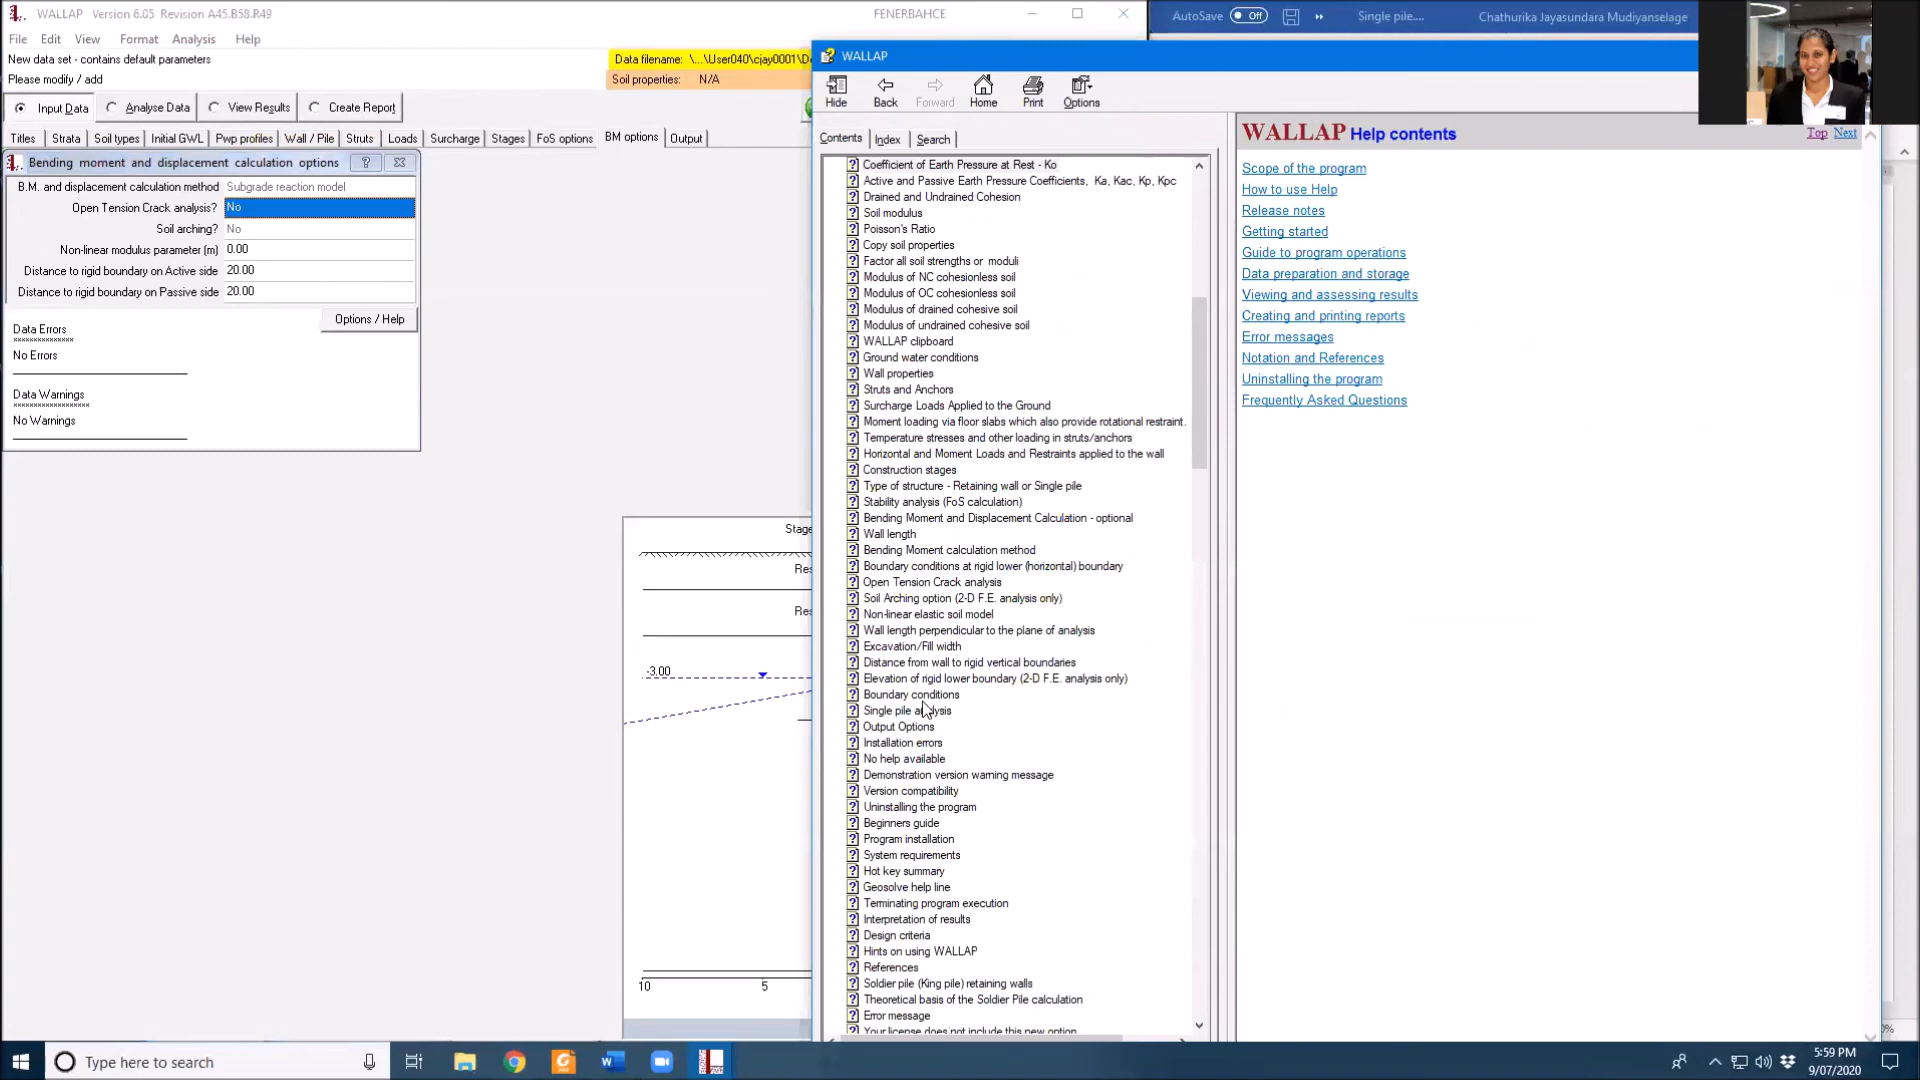 WALLAP Version 6.05 Revision A45.B58.R49
FENERBAHCE
AutoSave Off
Single pile....
Chathurika Jayasundara Mudiyanselage
File Edit View Format Analysis Help
New data set - contains default parameters
Please modify / add
Data filename: \...\User040\cjay0001\D
Soil properties: N/A
Input Data Analyse Data View Results Create Report
Titles Strata Soil types Initial GWL Pwp profiles Wall / Pile Struts Loads Surcharge Stages FoS options BM options Output
Bending moment and displacement calculation options ?
B.M. and displacement calculation method Subgrade reaction model
Open Tension Crack analysis? No
Soil arching? No
Non-linear modulus parameter (m) 0.00
Distance to rigid boundary on Active side 20.00
Distance to rigid boundary on Passive side 20.00
Options / Help
Data Errors
No Errors
Data Warnings
No Warnings
Stage
Res
Res
-3.00
10 5
WALLAP
Hide Back Forward Home Print Options
Contents Index Search
Coefficient of Earth Pressure at Rest - Ko
Active and Passive Earth Pressure Coefficients, Ka, Kac, Kp, Kpc
Drained and Undrained Cohesion
Soil modulus
Poisson's Ratio
Copy soil properties
Factor all soil strengths or moduli
Modulus of NC cohesionless soil
Modulus of OC cohesionless soil
Modulus of drained cohesive soil
Modulus of undrained cohesive soil
WALLAP clipboard
Ground water conditions
Wall properties
Struts and Anchors
Surcharge Loads Applied to the Ground
Moment loading via floor slabs which also provide rotational restraint.
Temperature stresses and other loading in struts/anchors
Horizontal and Moment Loads and Restraints applied to the wall
Construction stages
Type of structure - Retaining wall or Single pile
Stability analysis (FoS calculation)
Bending Moment and Displacement Calculation - optional
Wall length
Bending Moment calculation method
Boundary conditions at rigid lower (horizontal) boundary
Open Tension Crack analysis
Soil Arching option (2-D F.E. analysis only)
Non-linear elastic soil model
Wall length perpendicular to the plane of analysis
Excavation/Fill width
Distance from wall to rigid vertical boundaries
Elevation of rigid lower boundary (2-D F.E. analysis only)
Boundary conditions
Single pile analysis
Output Options
Installation errors
No help available
Demonstration version warning message
Version compatibility
Uninstalling the program
Beginners guide
Program installation
System requirements
Hot key summary
Geosolve help line
Terminating program execution
Interpretation of results
Design criteria
Hints on using WALLAP
References
Soldier pile (King pile) retaining walls
Theoretical basis of the Soldier Pile calculation
Error message
Your license does not include this new option
WALLAP Help contents
Top Next
Scope of the program
How to use Help
Release notes
Getting started
Guide to program operations
Data preparation and storage
Viewing and assessing results
Creating and printing reports
Error messages
Notation and References
Uninstalling the program
Frequently Asked Questions
Type here to search
5:59 PM
9/07/2020